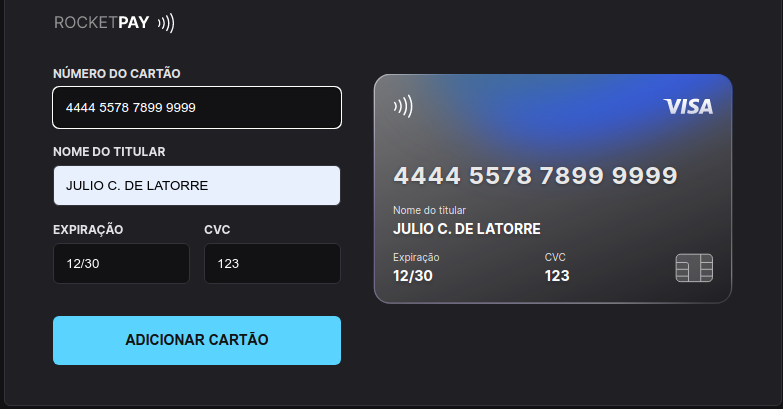 ROCKETPAY
NÚMERO DO CARTÃO
4444 5578 7899 9999
NOME DO TITULAR
JULIO C. DE LATORRE
EXPIRAÇÃO CVC
12/30 123
ADICIONAR CARTÃO
VISA
4444 5578 7899 9999
Nome do titular
JULIO C. DE LATORRE
Expiração CVC
12/30 123